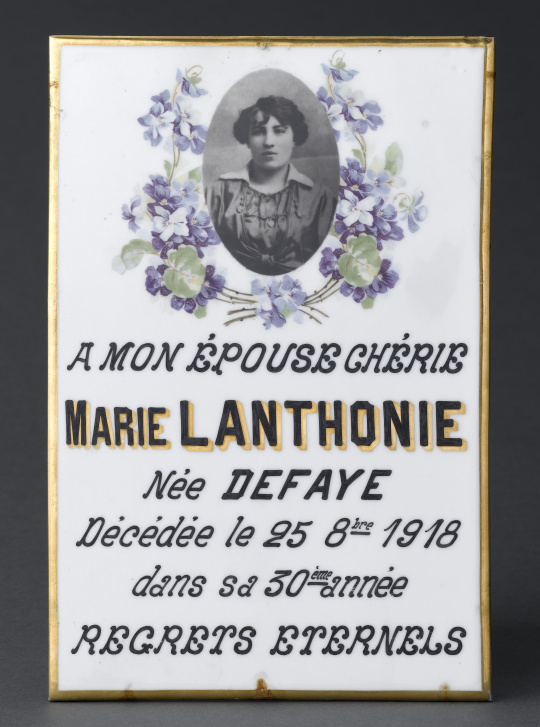 A MON ÉPOUSE CHÉRIE
MARIE LANTHONIE
Née DEFAYE
Décédée le 25 8bre 1918
dans sa 30ème année
REGRETS ETERNELS